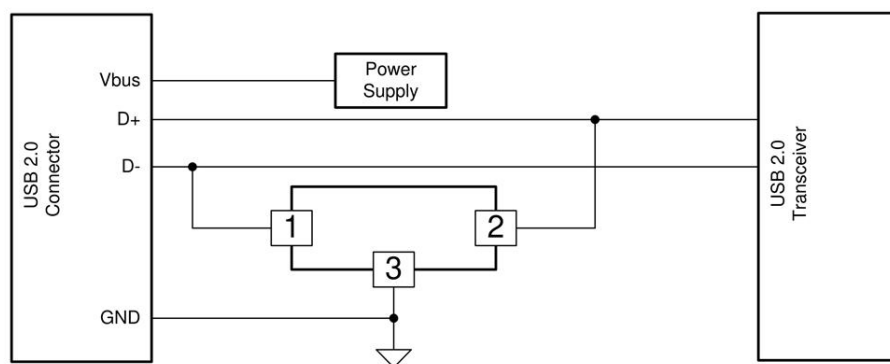 USB 2.0
Connector
Vbus
D+
D-
GND
Power
Supply
1
2
3
USB 2.0
Transceiver